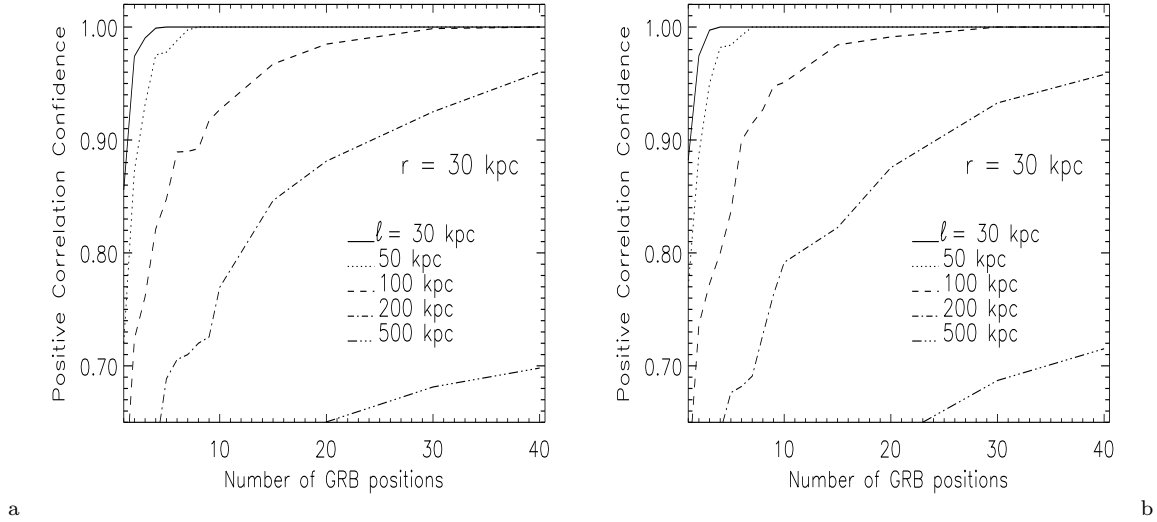 Positive Correlation Confidence
1.00
0.90
0.80
0.70
r = 30 kpc
ℓ = 30 kpc
50 kpc
100 kpc
200 kpc
500 kpc
10 20 30 40
Number of GRB positions
a
Positive Correlation Confidence
1.00
0.90
0.80
0.70
r = 30 kpc
ℓ = 30 kpc
50 kpc
100 kpc
200 kpc
500 kpc
10 20 30 40
Number of GRB positions
b